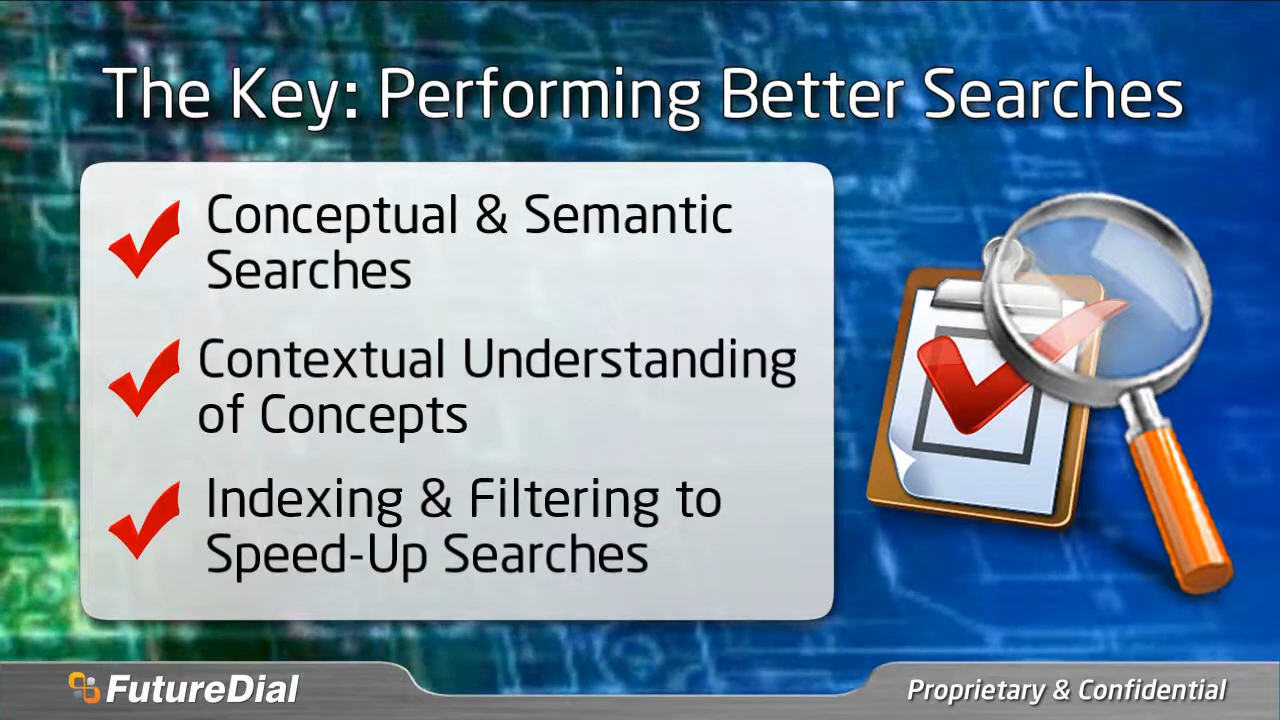 The Key: Performing Better Searches
Conceptual & Semantic
Searches
Contextual Understanding
of Concepts
Indexing & Filtering to
Speed-Up Searches
FutureDial
Proprietary & Confidential